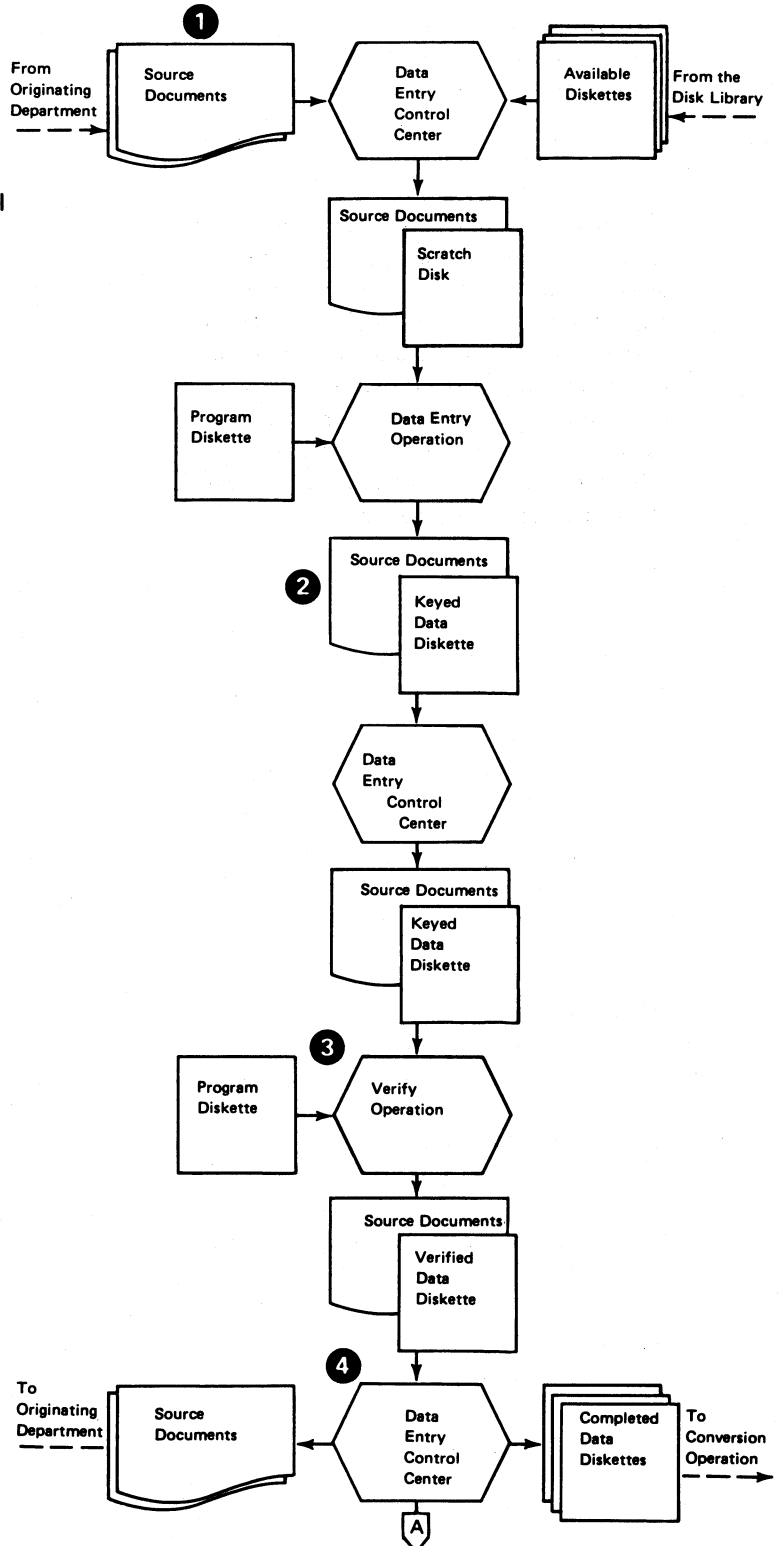 1
From
Originating
Department
Source
Documents
Data
Entry
Control
Center
Available
Diskettes
From the
Disk Library
Source Documents
Scratch
Disk
Program
Diskette
Data Entry
Operation
2
Source Documents
Keyed
Data
Diskette
Data
Entry
Control
Center
Source Documents
Keyed
Data
Diskette
3
Program
Diskette
Verify
Operation
Source Documents
Verified
Data
Diskette
4
To
Originating
Department
Source
Documents
Data
Entry
Control
Center
Completed
Data
Diskettes
To
Conversion
Operation
A